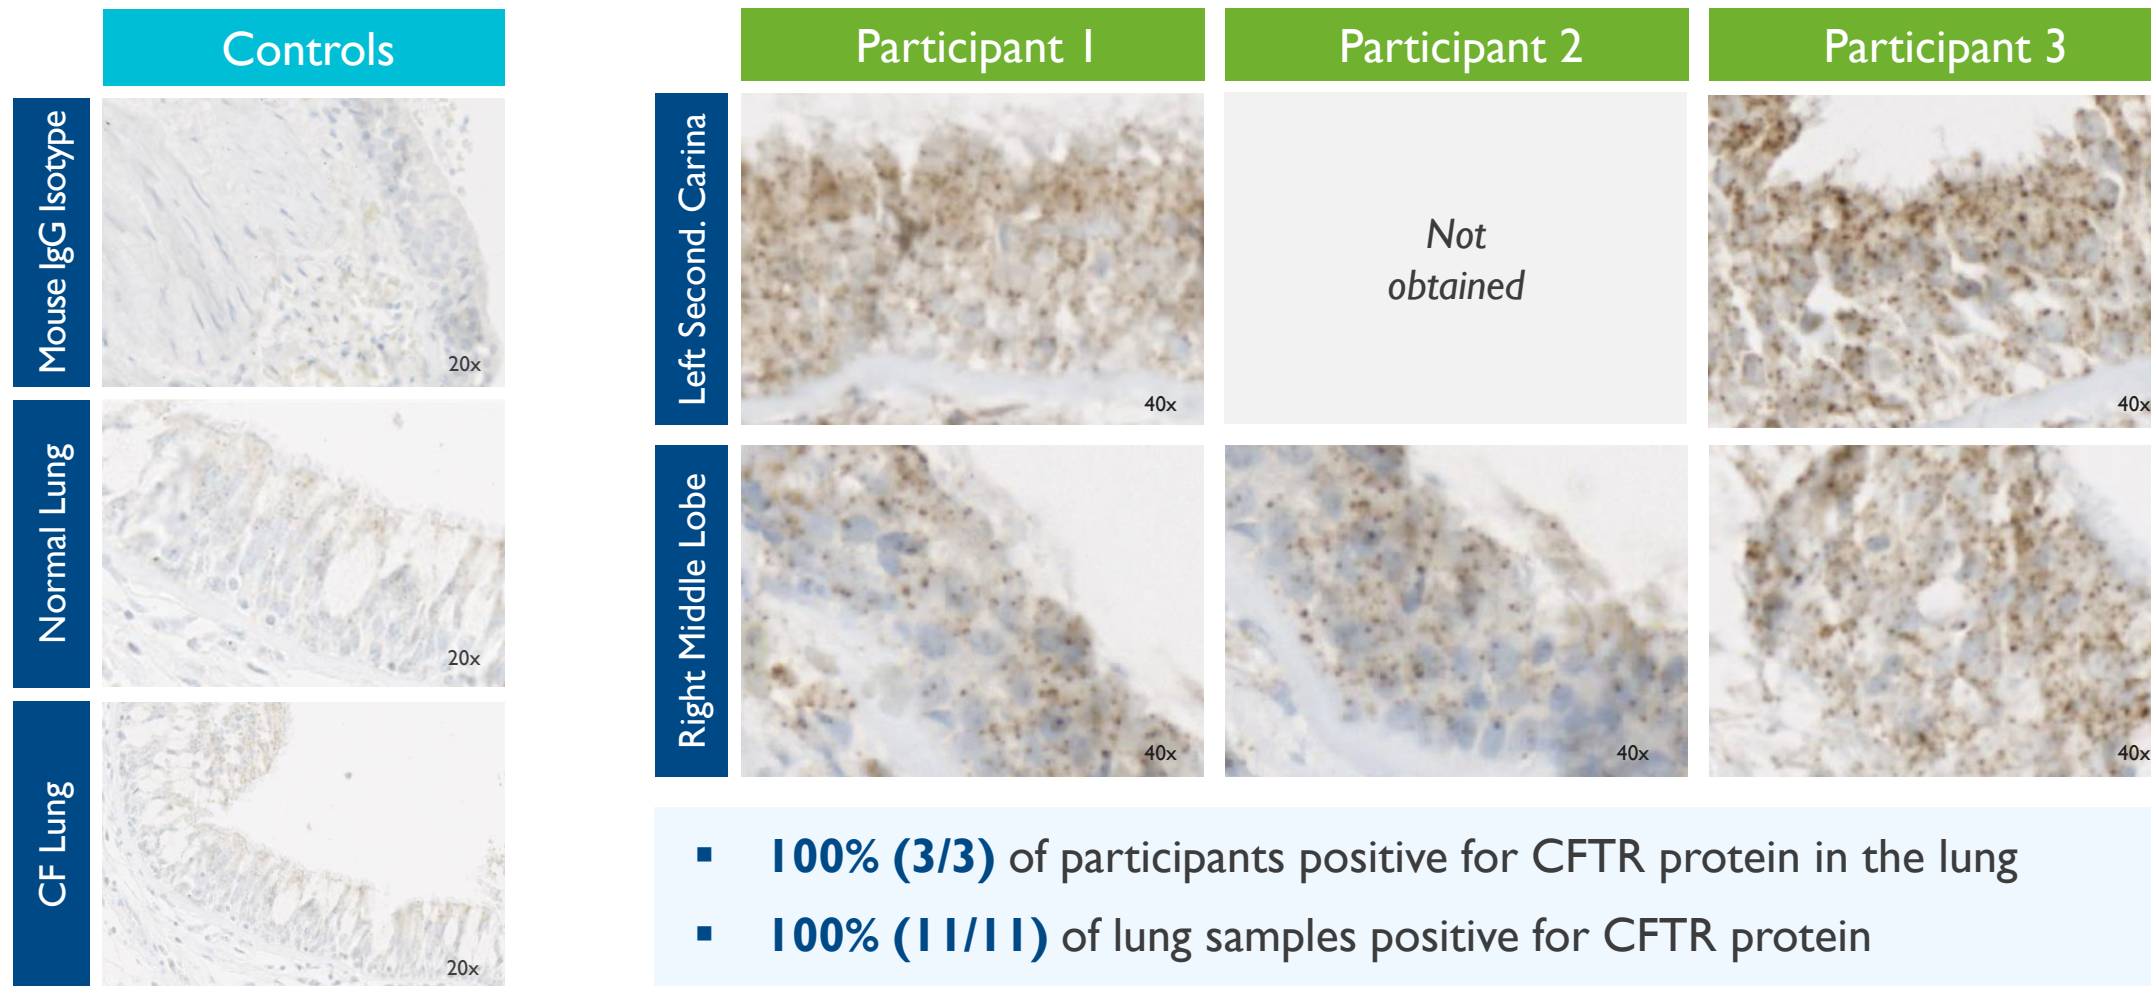 Controls
Participant 1
Participant 2
Participant 3
Mouse IgG Isotype
20x
Normal Lung
20x
CF Lung
20x
Left Second. Carina
40x
Not
obtained
40x
Right Middle Lobe
40x
40x
40x
▪ 100% (3/3) of participants positive for CFTR protein in the lung
▪ 100% (11/11) of lung samples positive for CFTR protein